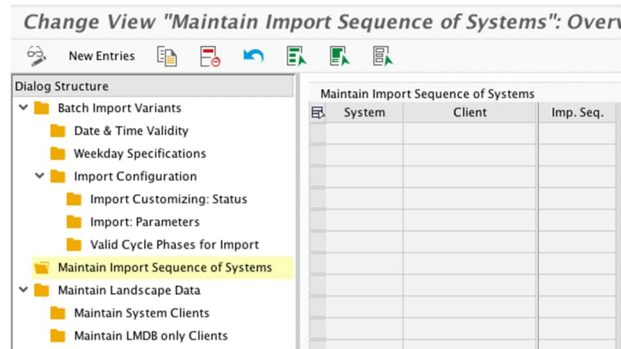 Change View "Maintain Import Sequence of Systems": Over
New Entries
Dialog Structure
Batch Import Variants
Date & Time Validity
Weekday Specifications
Import Configuration
Import Customizing: Status
Import: Parameters
Valid Cycle Phases for Import
Maintain Import Sequence of Systems
Maintain Landscape Data
Maintain System Clients
Maintain LMDB only Clients
Maintain Import Sequence of Systems
System Client Imp. Seq.